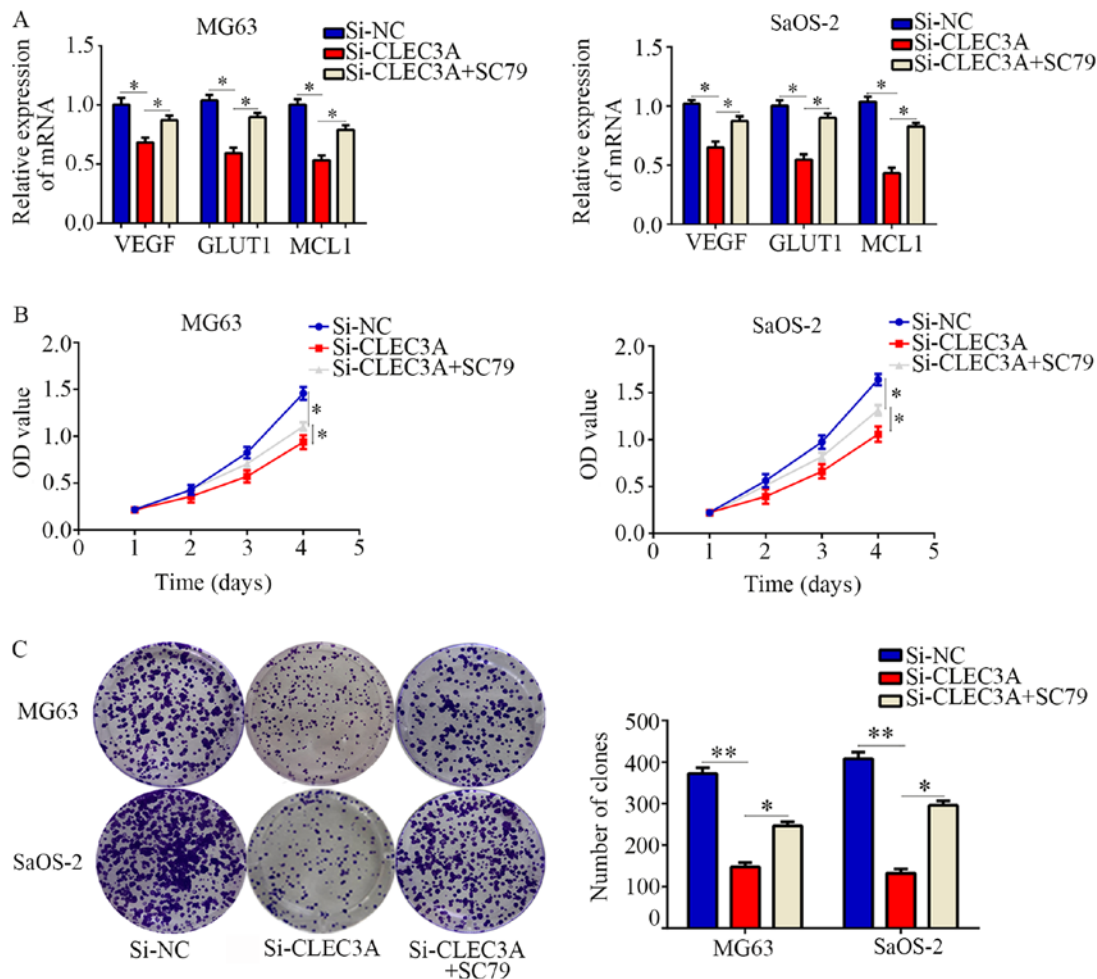 A
MG63
Si-NC
Si-CLEC3A
Si-CLEC3A+SC79
Relative expression
of mRNA
1.0
0.5
0.0
* * * * * *
VEGF GLUT1 MCL1
SaOS-2
Si-NC
Si-CLEC3A
Si-CLEC3A+SC79
Relative expression
of mRNA
1.5
1.0
0.5
0.0
* * * * * *
VEGF GLUT1 MCL1
B
MG63
Si-NC
Si-CLEC3A
Si-CLEC3A+SC79
OD value
2.0
1.5
1.0
0.5
0.0
*
*
0 1 2 3 4 5
Time (days)
SaOS-2
Si-NC
Si-CLEC3A
Si-CLEC3A+SC79
OD value
2.0
1.5
1.0
0.5
0.0
*
*
0 1 2 3 4 5
Time (days)
C
MG63
SaOS-2
Si-NC Si-CLEC3A Si-CLEC3A
+SC79
Si-NC
Si-CLEC3A
Si-CLEC3A+SC79
Number of clones
500
400
300
200
100
0
** * ** *
MG63 SaOS-2